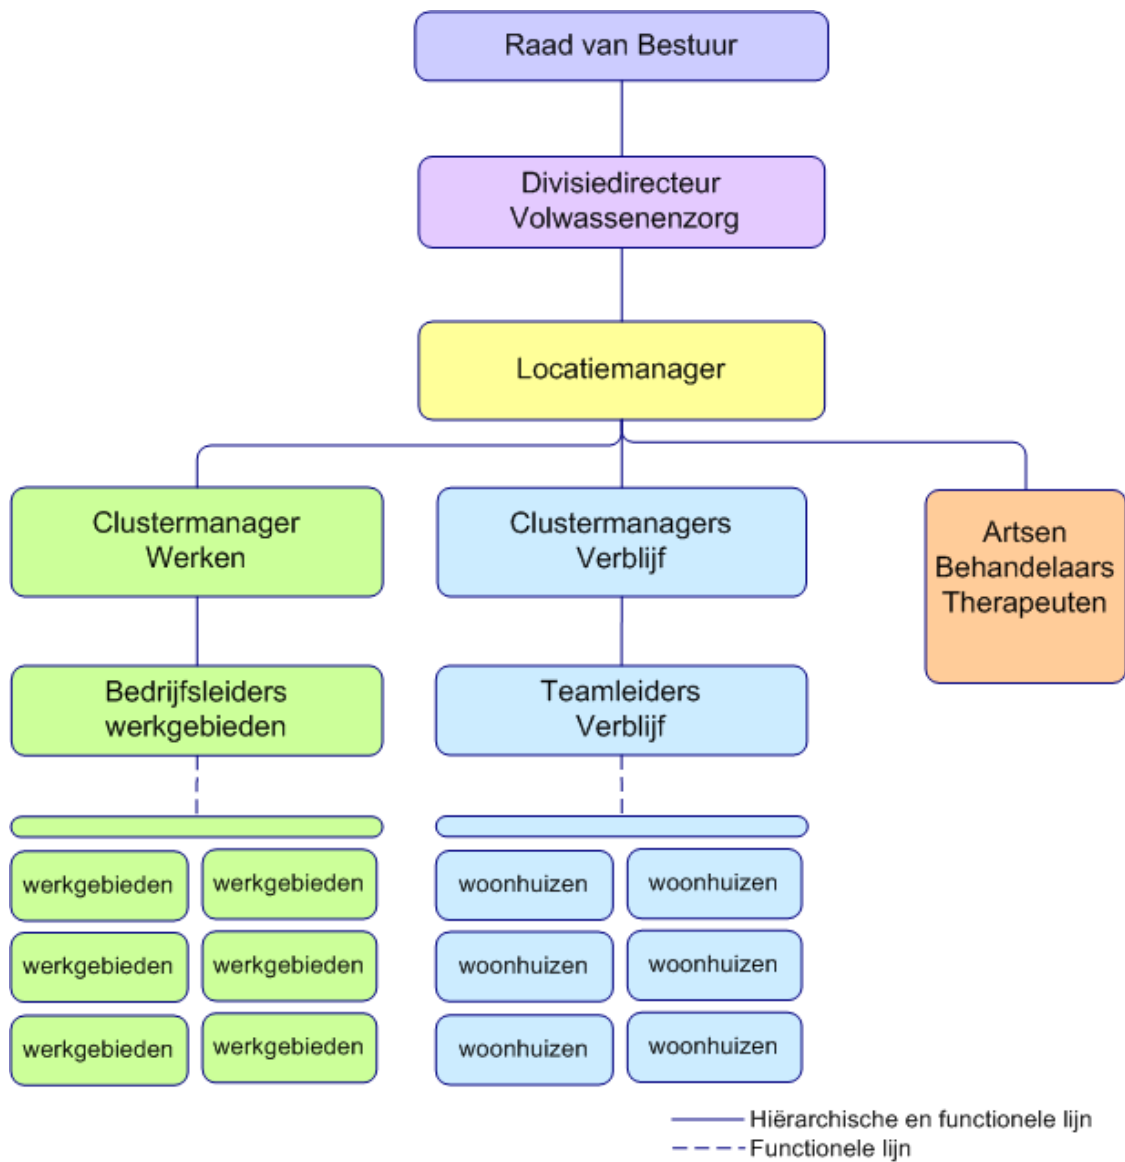 Raad van Bestuur
Divisiedirecteur
Volwassenenzorg
Locatiemanager
Clustermanager
Werken
Clustermanagers
Verblijf
Artsen
Behandelaars
Therapeuten
Bedrijfsleiders
werkgebieden
Teamleiders
Verblijf
werkgebieden
werkgebieden
woonhuizen
woonhuizen
werkgebieden
werkgebieden
woonhuizen
woonhuizen
werkgebieden
werkgebieden
woonhuizen
woonhuizen
Hiërarchische en functionele lijn
Functionele lijn